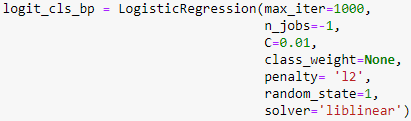 logit_cls_bp = LogisticRegression(max_iter=1000,
n_jobs=-1,
C=0.01,
class_weight=None,
penalty= 'l2',
random_state=1,
solver='liblinear')